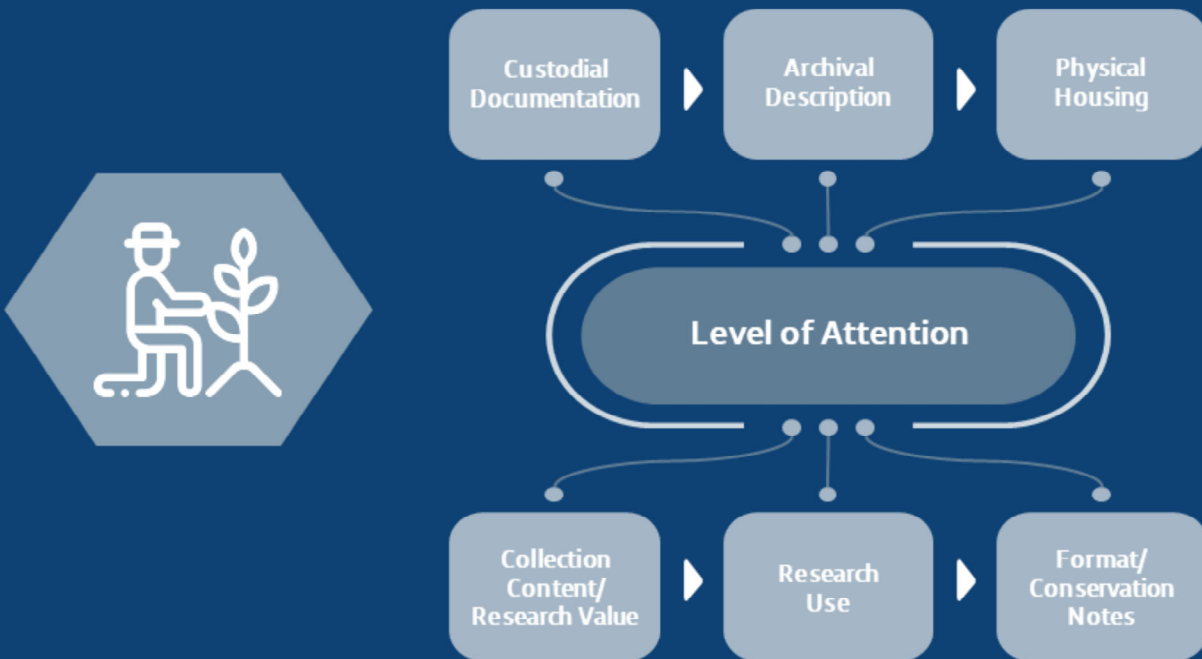 Custodial
Documentation
Archival
Description
Physical
Housing
Level of Attention
Collection
Content/
Research Value
Research
Use
Format/
Conservation
Notes